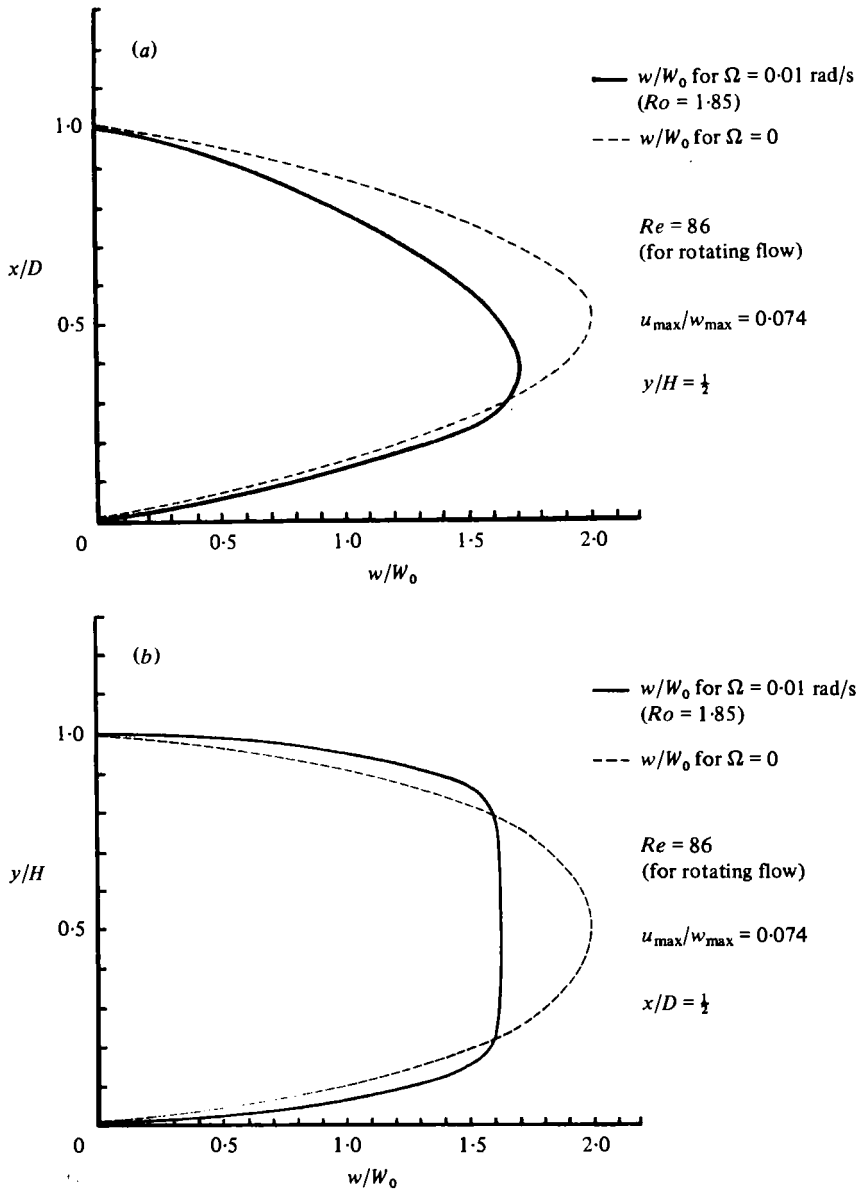 (a)
w/W₀ for Ω = 0·01 rad/s
(Ro = 1·85)
w/W₀ for Ω = 0
Re = 86
(for rotating flow)
u_max/w_max = 0·074
y/H = ½
x/D
1·0
0·5
0
0·5
1·0
1·5
2·0
w/W₀
(b)
w/W₀ for Ω = 0·01 rad/s
(Ro = 1·85)
w/W₀ for Ω = 0
Re = 86
(for rotating flow)
u_max/w_max = 0·074
x/D = ½
y/H
1·0
0·5
0
0·5
1·0
1·5
2·0
w/W₀